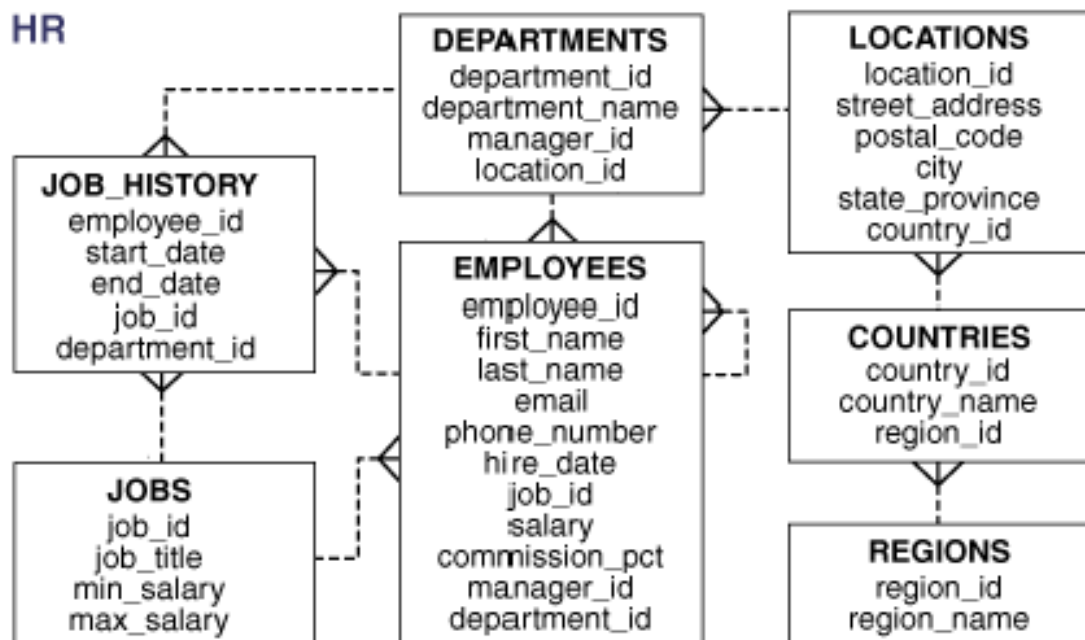 HR
DEPARTMENTS
department_id
department_name
manager_id
location_id
LOCATIONS
location_id
street_address
postal_code
city
state_province
country_id
JOB_HISTORY
employee_id
start_date
end_date
job_id
department_id
EMPLOYEES
employee_id
first_name
last_name
email
phone_number
hire_date
job_id
salary
commission_pct
manager_id
department_id
COUNTRIES
country_id
country_name
region_id
JOBS
job_id
job_title
min_salary
max_salary
REGIONS
region_id
region_name